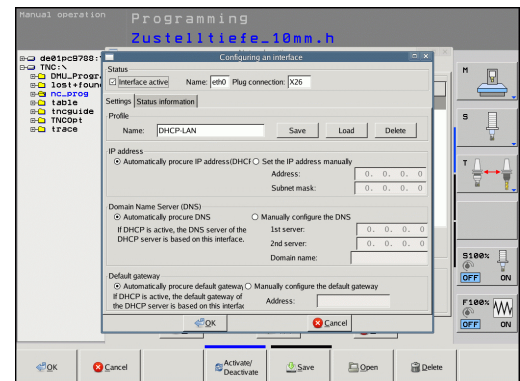 Manual operation
Programming
Zustelltiefe_10mm.h
de01pc9788:
TNC:\
DMU_Progr
lost+foun
nc_prog
table
tncguide
TNCOpt
trace
Configuring an interface
Status
Interface active Name: eth0 Plug connection: X26
Settings Status information
Profile
Name: DHCP-LAN Save Load Delete
IP address
Automatically procure IP address(DHCF Set the IP address manually
Address: 0. 0. 0. 0
Subnet mask: 0. 0. 0. 0
Domain Name Server (DNS)
Automatically procure DNS Manually configure the DNS
If DHCP is active, the DNS server of the
DHCP server is based on this interface.
1st server: 0. 0. 0. 0
2nd server: 0. 0. 0. 0
Domain name:
Default gateway
Automatically procure default gateway Manually configure the default gateway
If DHCP is active, the default gateway of
the DHCP server is based on this interfac
Address:
OK Cancel
M
S
T
S100%
OFF ON
F100%
OFF ON
OK Cancel Activate/
Deactivate Save Open Delete